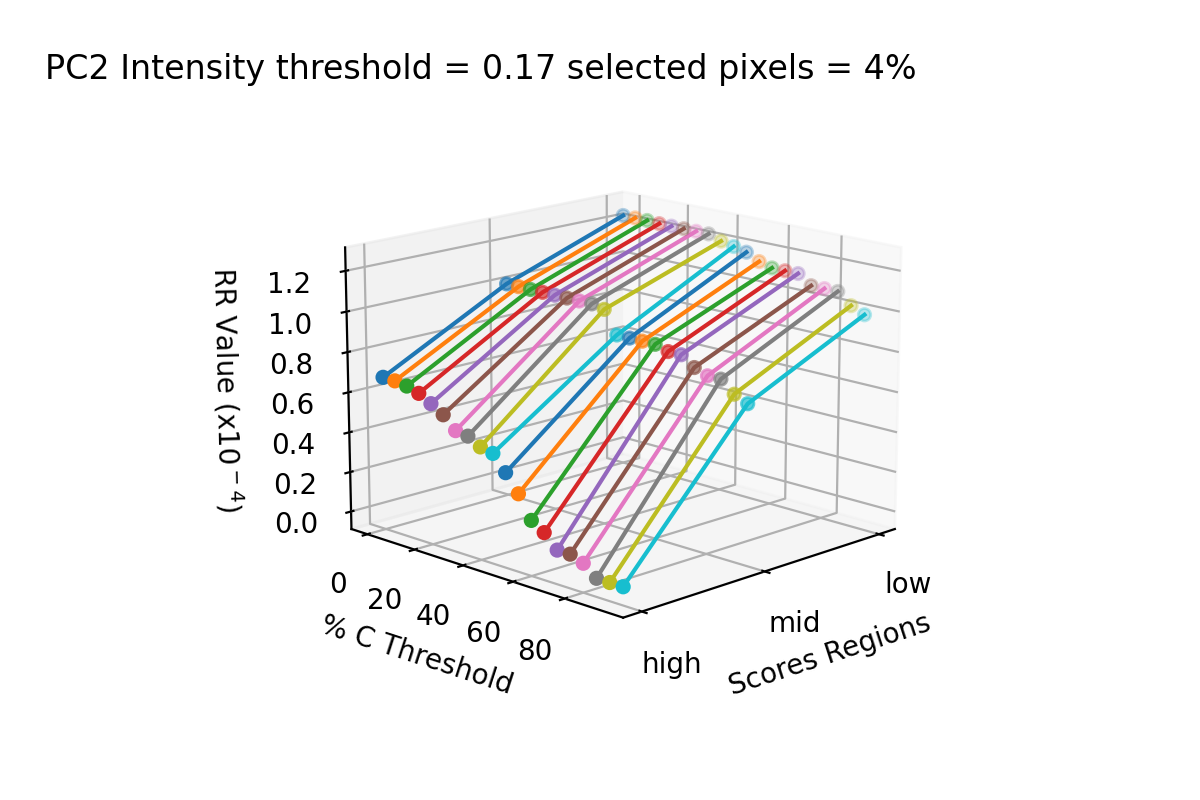 PC2 Intensity threshold = 0.17 selected pixels = 4%
RR Value (x10⁻⁴)
1.2
1.0
0.8
0.6
0.4
0.2
0.0
0
20
40
60
80
% C Threshold
high
mid
low
Scores Regions